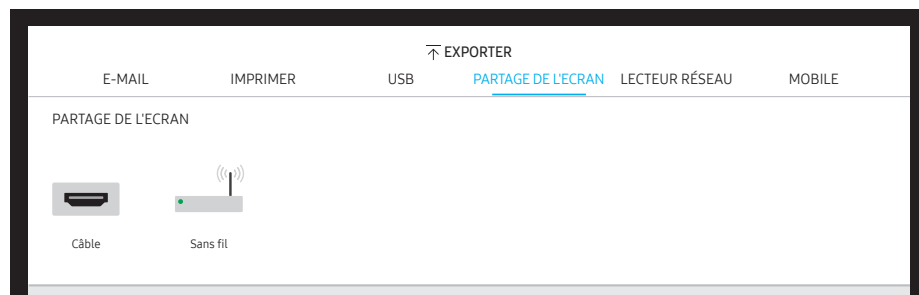 EXPORTER
E-MAIL IMPRIMER USB PARTAGE DE L'ECRAN LECTEUR RÉSEAU MOBILE
PARTAGE DE L'ECRAN
Câble Sans fil